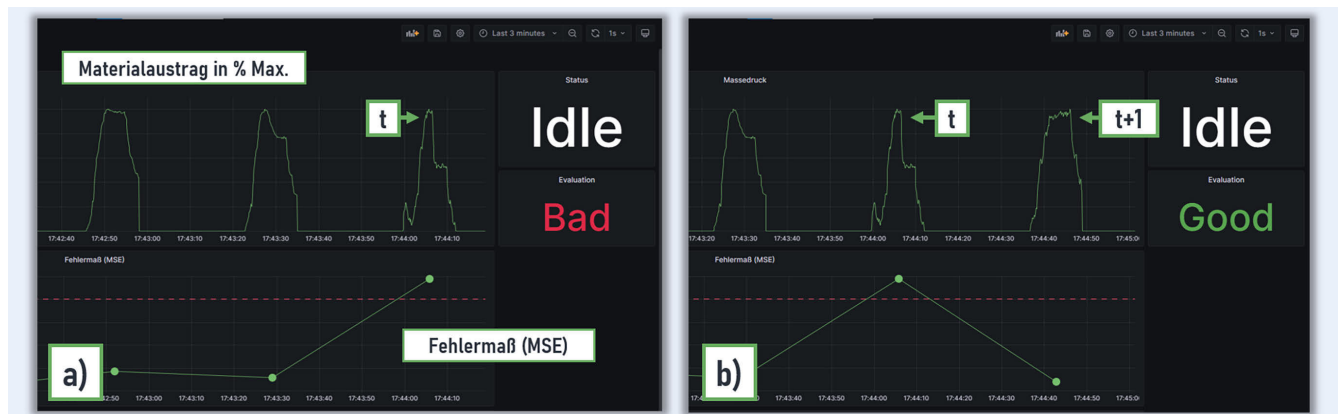 Last 3 minutes
1s
Materialaustrag in % Max.
t
Status
Idle
Evaluation
Bad
17:42:40 17:42:50 17:43:00 17:43:10 17:43:20 17:43:30 17:43:40 17:43:50 17:44:00 17:44:10
Fehlermaß (MSE)
Fehlermaß (MSE)
a)
:50 17:43:00 17:43:10 17:43:20 17:43:30 17:43:40 17:43:50 17:44:00 17:44:10
Last 3 minutes
1s
Massedruck
t
t+1
Status
Idle
Evaluation
Good
17:43:20 17:43:30 17:43:40 17:43:50 17:44:00 17:44:10 17:44:20 17:44:30 17:44:40 17:44:50 17:45:0
Fehlermaß (MSE)
b)
17:43:40 17:43:50 17:44:00 17:44:10 17:44:20 17:44:30 17:44:40 17:44:50 17:45:0